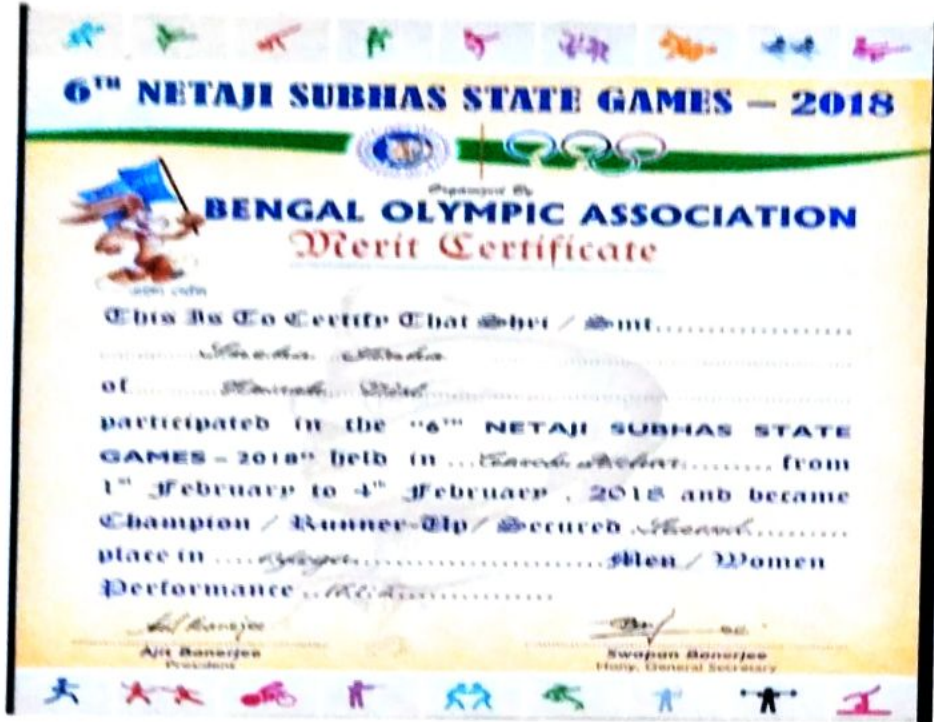 6TH NETAJI SUBHAS STATE GAMES – 2018
Organised By
BENGAL OLYMPIC ASSOCIATION
Merit Certificate
This Is To Certify That Shri / Smt....................
of
participated in the "6TH NETAJI SUBHAS STATE
GAMES – 2018" held in ............ from
1st February to 4th February , 2018 and became
Champion / Runner-Up/ Secured ............
place in ............ Men / Women
Performance ............
Ajit Banerjee
President
Swapan Banerjee
Hony. General Secretary